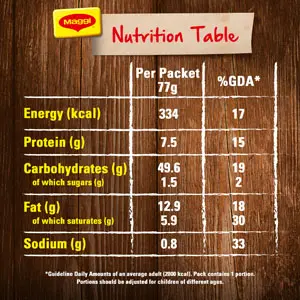 Maggi
Nutrition Table
Per Packet %GDA*
77g
Energy (kcal) 334 17
Protein (g) 7.5 15
Carbohydrates (g) 49.6 19
of which sugars (g) 1.5 2
Fat (g) 12.9 18
of which saturates (g) 5.9 30
Sodium (g) 0.8 33
*Guideline Daily Amounts of an average adult (2000 kcal). Pack contains 1 portion.
Portions should be adjusted for children of different ages.